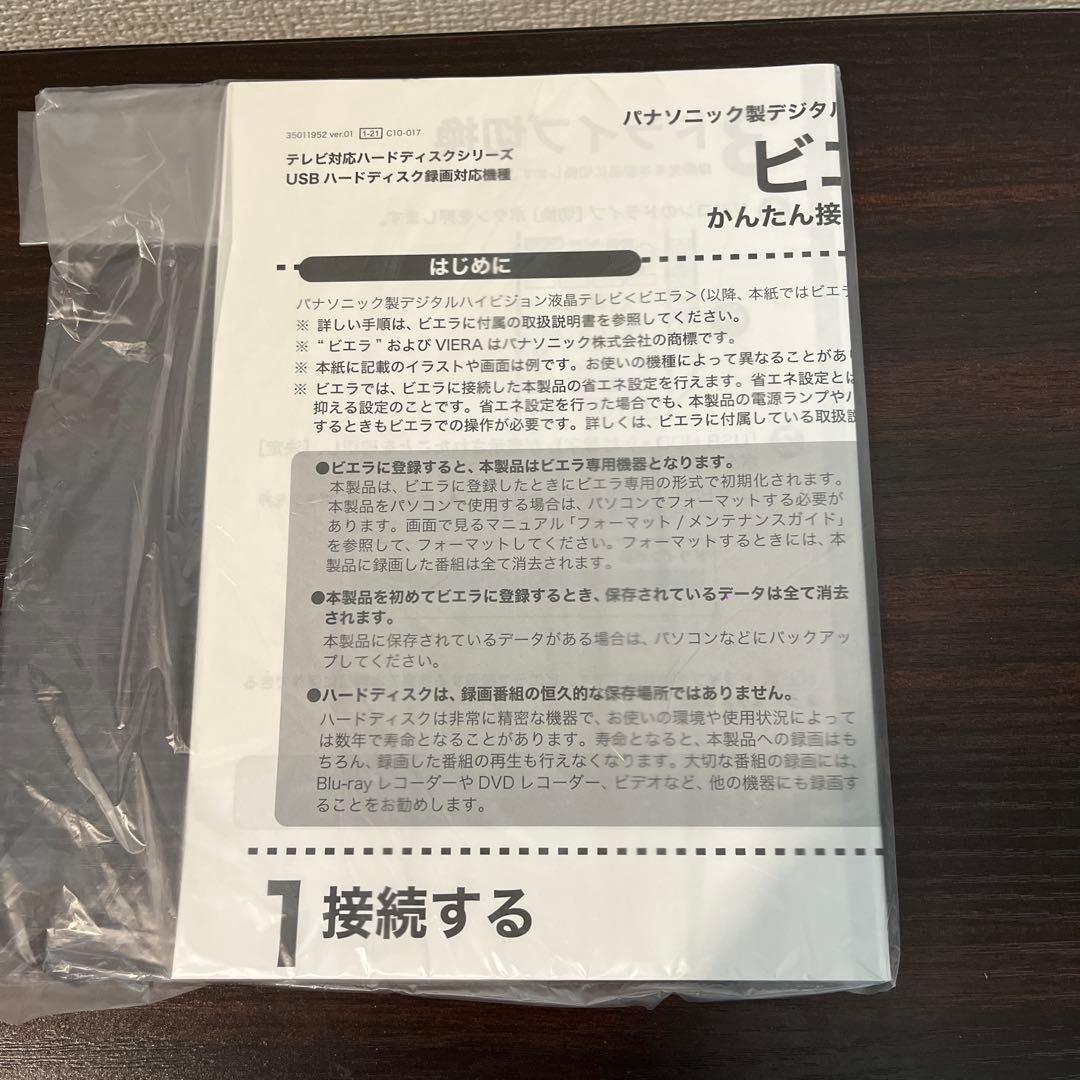 35011952 ver.01 1-21 C10-017
テレビ対応ハードディスクシリーズ
USB ハードディスク録画対応機種
パナソニック製デジタル
ビエ
かんたん接
はじめに
パナソニック製デジタルハイビジョン液晶テレビ<ビエラ>(以降、本紙ではビエラ
※ 詳しい手順は、ビエラに付属の取扱説明書を参照してください。
※ “ビエラ”およびVIERAはパナソニック株式会社の商標です。
※ 本紙に記載のイラストや画面は例です。お使いの機種によって異なることがあり
※ ビエラでは、ビエラに接続した本製品の省エネ設定を行えます。省エネ設定とは
抑える設定のことです。省エネ設定を行った場合でも、本製品の電源ランプやハ
するときもビエラでの操作が必要です。詳しくは、ビエラに付属している取扱説
●ビエラに登録すると、本製品はビエラ専用機器となります。
本製品は、ビエラに登録したときにビエラ専用の形式で初期化されます。
本製品をパソコンで使用する場合は、パソコンでフォーマットする必要が
あります。画面で見るマニュアル「フォーマット / メンテナンスガイド」
を参照して、フォーマットしてください。フォーマットするときには、本
製品に録画した番組は全て消去されます。
●本製品を初めてビエラに登録するとき、保存されているデータは全て消去
されます。
本製品に保存されているデータがある場合は、パソコンなどにバックアッ
プしてください。
●ハードディスクは、録画番組の恒久的な保存場所ではありません。
ハードディスクは非常に精密な機器で、お使いの環境や使用状況によって
は数年で寿命となることがあります。寿命となると、本製品への録画はも
ちろん、録画した番組の再生も行えなくなります。大切な番組の録画には、
Blu-ray レコーダーや DVD レコーダー、ビデオなど、他の機器にも録画す
ることをお勧めします。
1 接続する